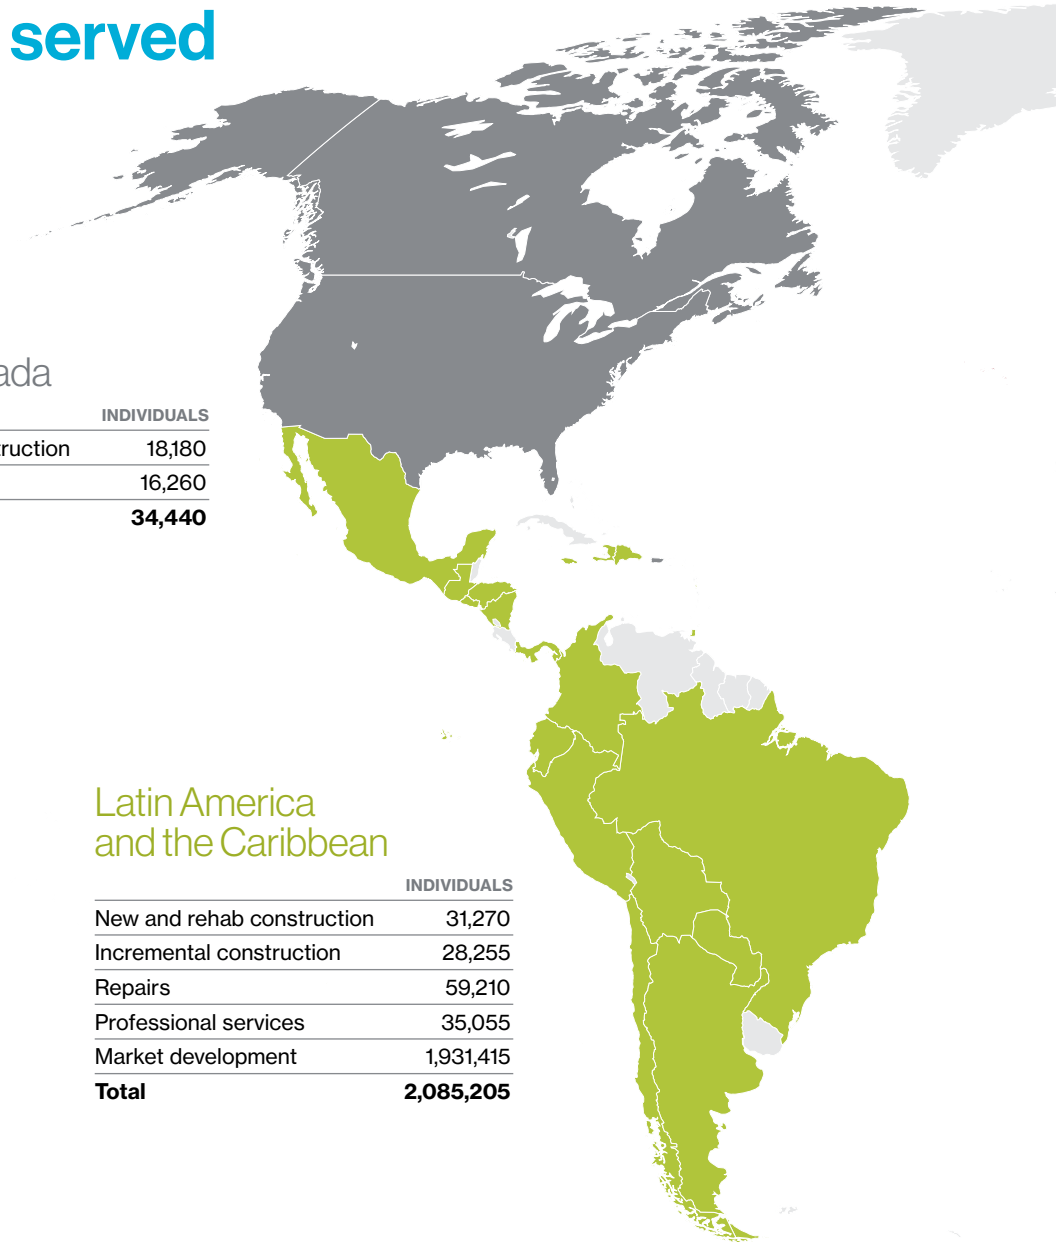 served
ada
INDIVIDUALS
truction 18,180
16,260
34,440
Latin America
and the Caribbean
INDIVIDUALS
New and rehab construction 31,270
Incremental construction 28,255
Repairs 59,210
Professional services 35,055
Market development 1,931,415
Total 2,085,205